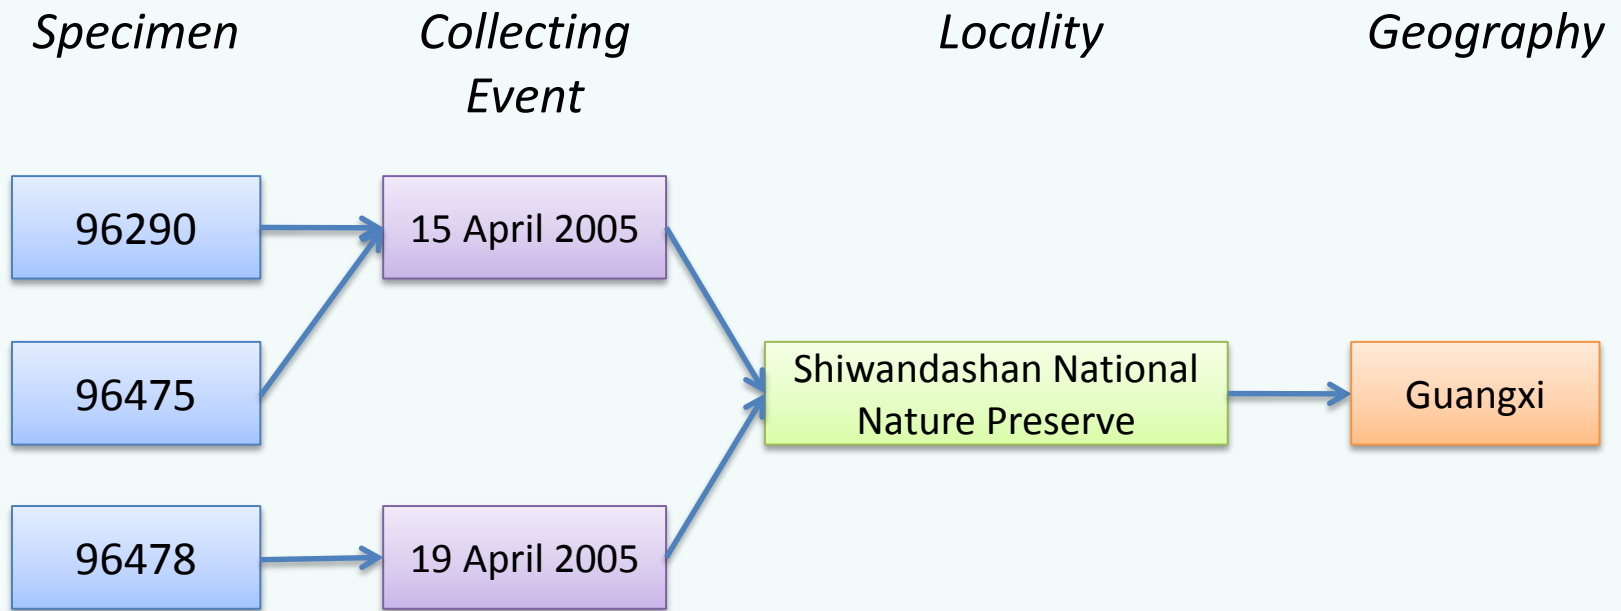 Specimen
Collecting
Event
Locality
Geography
96290
15 April 2005
96475
Shiwandashan National
Nature Preserve
Guangxi
96478
19 April 2005